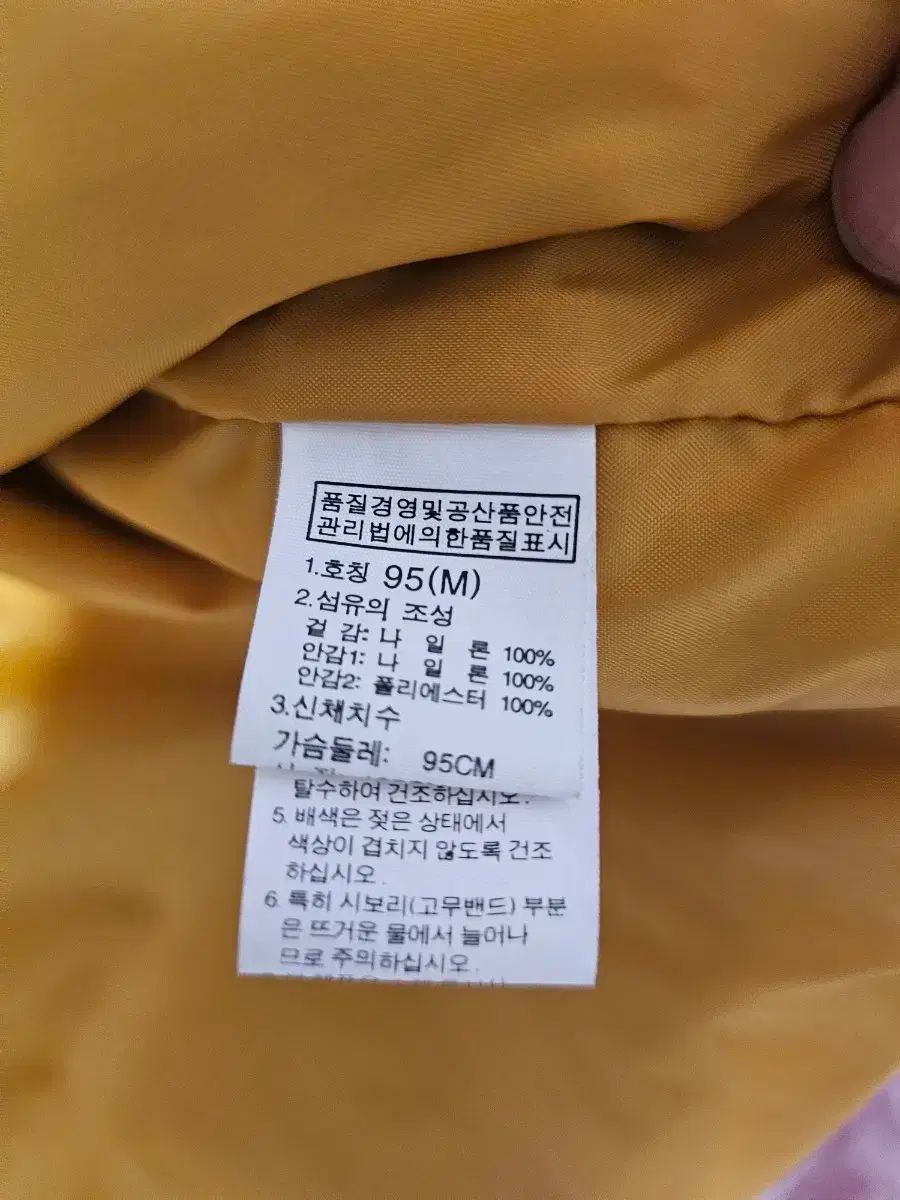 품질경영및공산품안전
관리법에의한품질표시
1.호칭 95(M)
2.섬유의 조성
겉 감: 나 일 론 100%
안감1: 나 일 론 100%
안감2: 폴리에스터 100%
3.신체치수
가슴둘레: 95CM
탈수하여 건조하십시오.
5. 배색은 젖은 상태에서
색상이 겹치지 않도록 건조
하십시오.
6. 특히 시보리(고무밴드) 부분
은 뜨거운 물에서 늘어나
므로 주의하십시오.